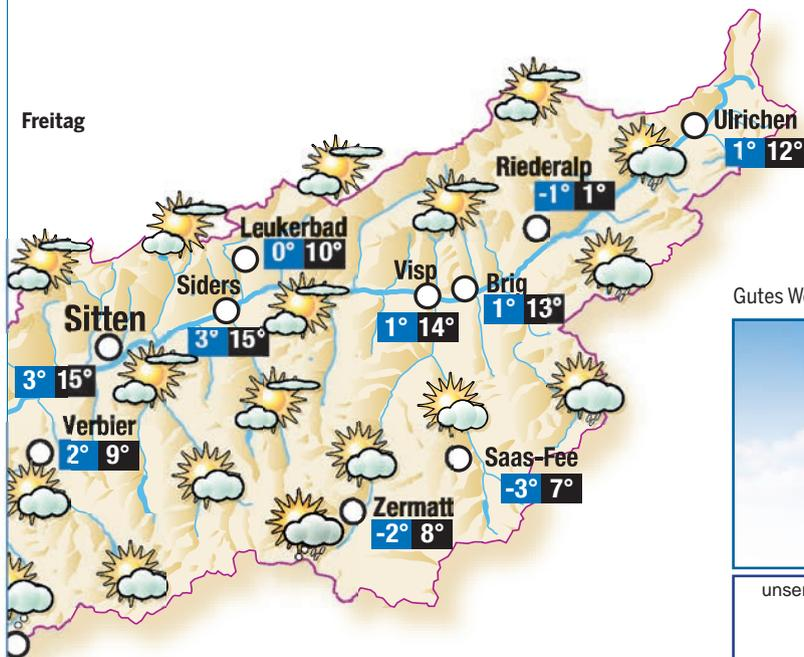 Freitag
Ulrichen
1° 12°
Riederalp
-1° 1°
Leukerbad
0° 10°
Visp
Brig
1° 13°
Siders
3° 15°
1° 14°
Sitten
3° 15°
Gutes We
Verbier
2° 9°
Saas-Fee
-3° 7°
Zermatt
-2° 8°
unser